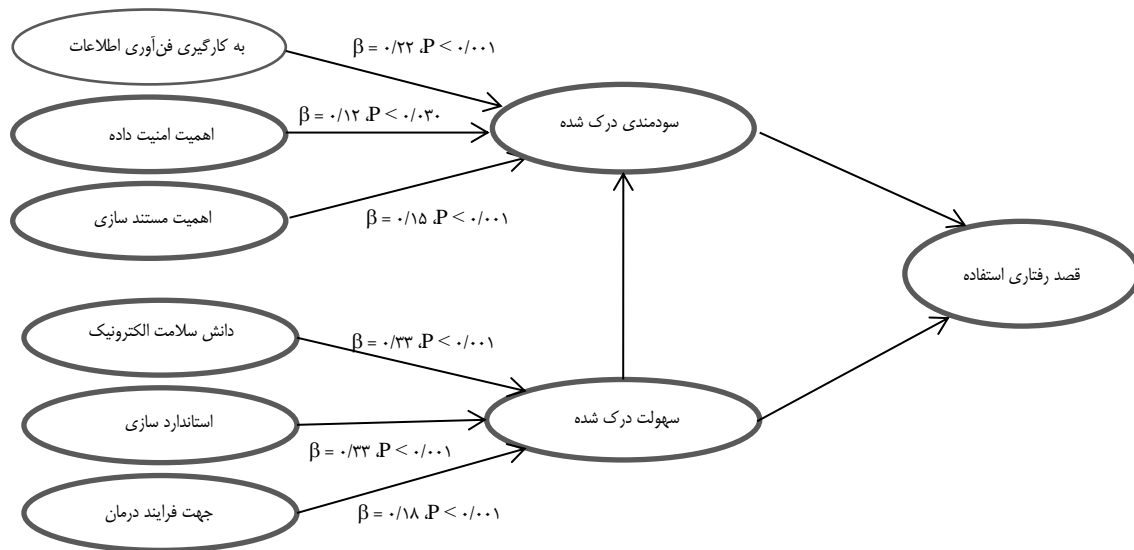 به کارگیری فن‌آوری اطلاعات
β = ۰/۲۲ ،P < ۰/۰۰۱
اهمیت امنیت داده
β = ۰/۱۲ ،P < ۰/۰۳۰
سودمندی درک شده
اهمیت مستند سازی
β = ۰/۱۵ ،P < ۰/۰۰۱
قصد رفتاری استفاده
دانش سلامت الکترونیک
β = ۰/۳۳ ،P < ۰/۰۰۱
استاندارد سازی
سهولت درک شده
β = ۰/۳۳ ،P < ۰/۰۰۱
جهت فرایند درمان
β = ۰/۱۸ ،P < ۰/۰۰۱